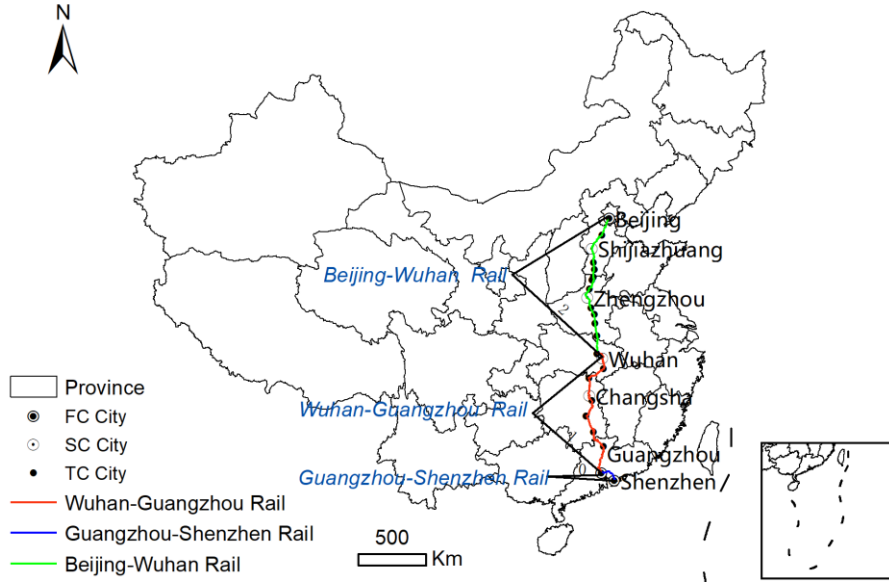 N
Beijing
Shijiazhuang
Beijing-Wuhan Rail
Zhengzhou
2
Wuhan
Changsha
Wuhan-Guangzhou Rail
Guangzhou
Guangzhou-Shenzhen Rail
Shenzhen
Province
FC City
SC City
TC City
Wuhan-Guangzhou Rail
Guangzhou-Shenzhen Rail
Beijing-Wuhan Rail
500
Km